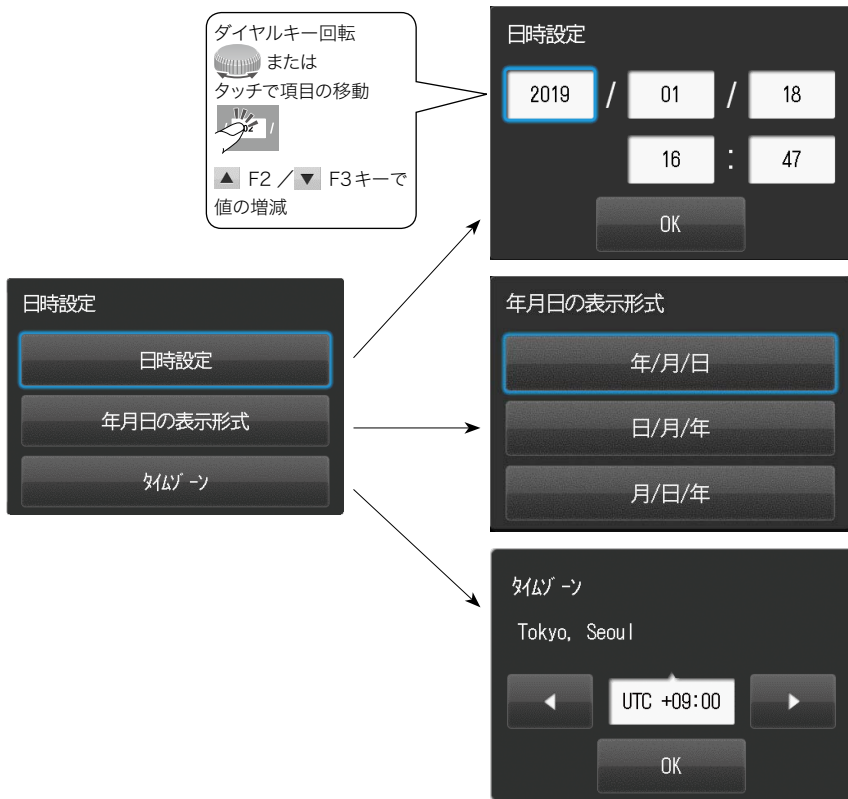 ダイヤルキー回転
または
タッチで項目の移動
/ 02 /
▲ F2 ／▼ F3キーで
値の増減
日時設定
2019 / 01 / 18
16 : 47
OK
日時設定
日時設定
年月日の表示形式
ﾀｲﾑｿﾞｰﾝ
年月日の表示形式
年/月/日
日/月/年
月/日/年
ﾀｲﾑｿﾞｰﾝ
Tokyo, Seoul
UTC +09:00
OK